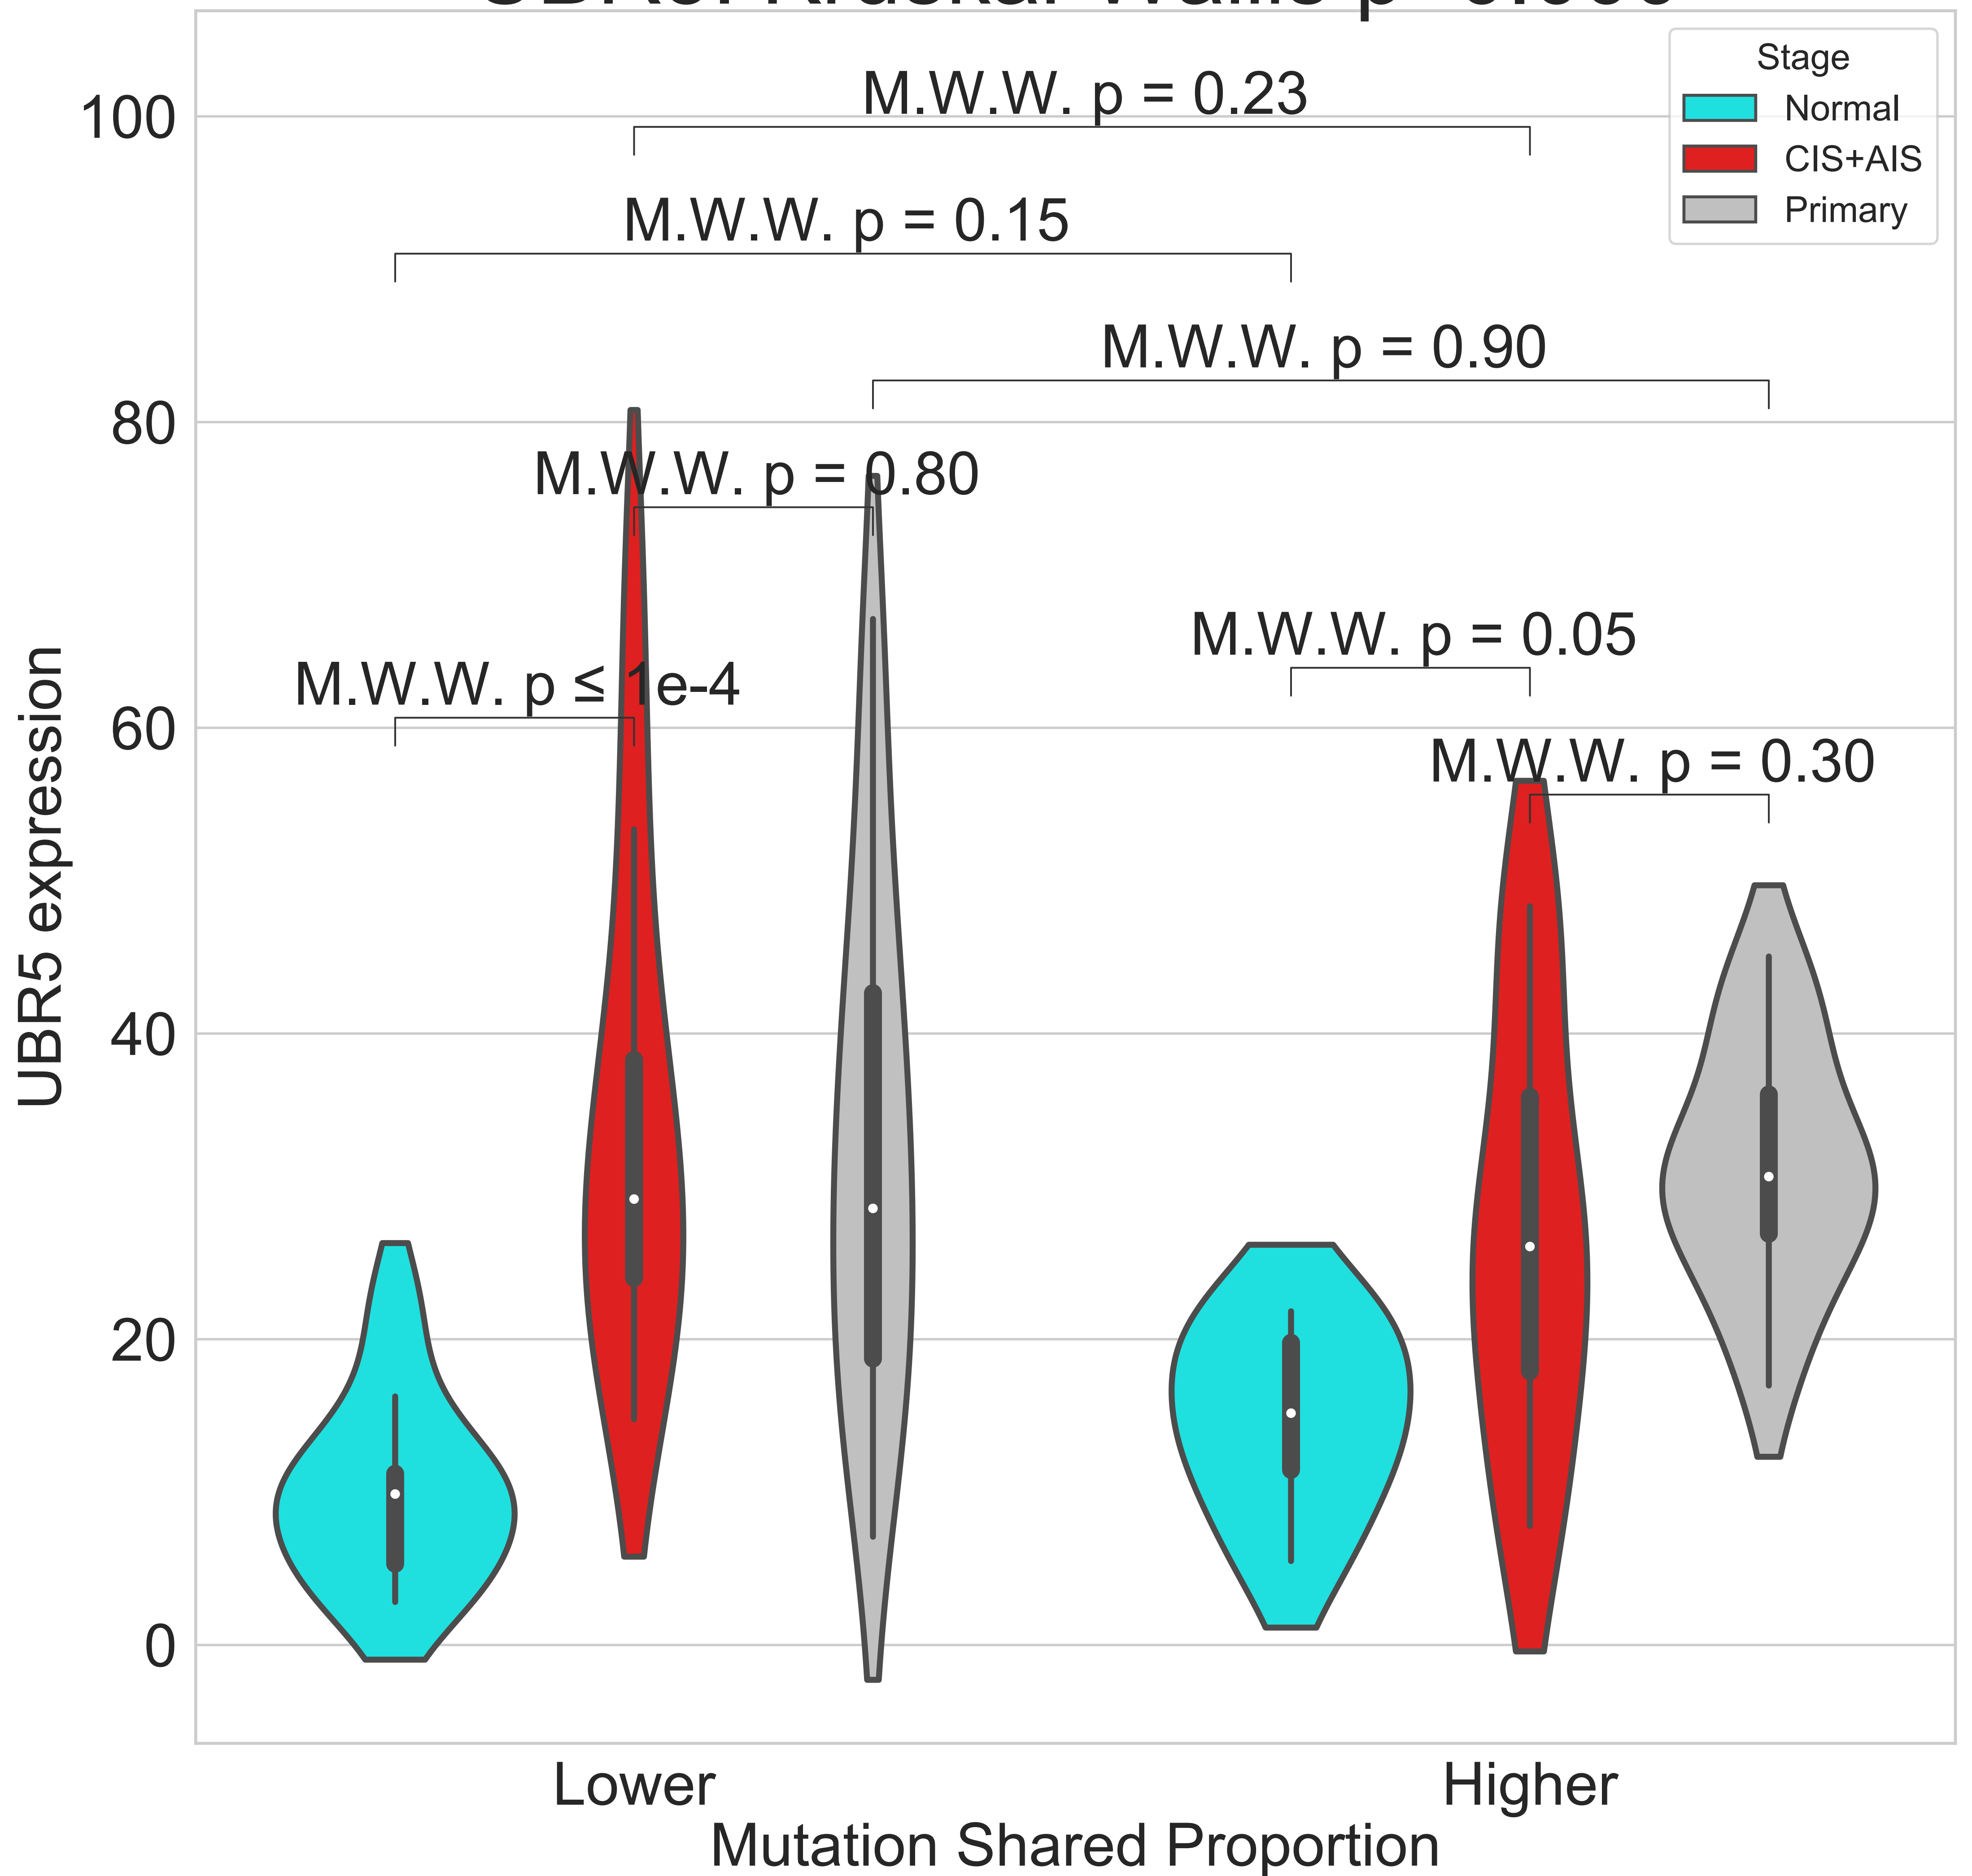 Stage
Normal
CIS+AIS
Primary
M.W.W. p = 0.23
M.W.W. p = 0.15
M.W.W. p = 0.90
M.W.W. p = 0.80
M.W.W. p = 0.05
M.W.W. p ≤ 1e-4
M.W.W. p = 0.30
100
80
60
40
20
0
UBR5 expression
Lower
Higher
Mutation Shared Proportion